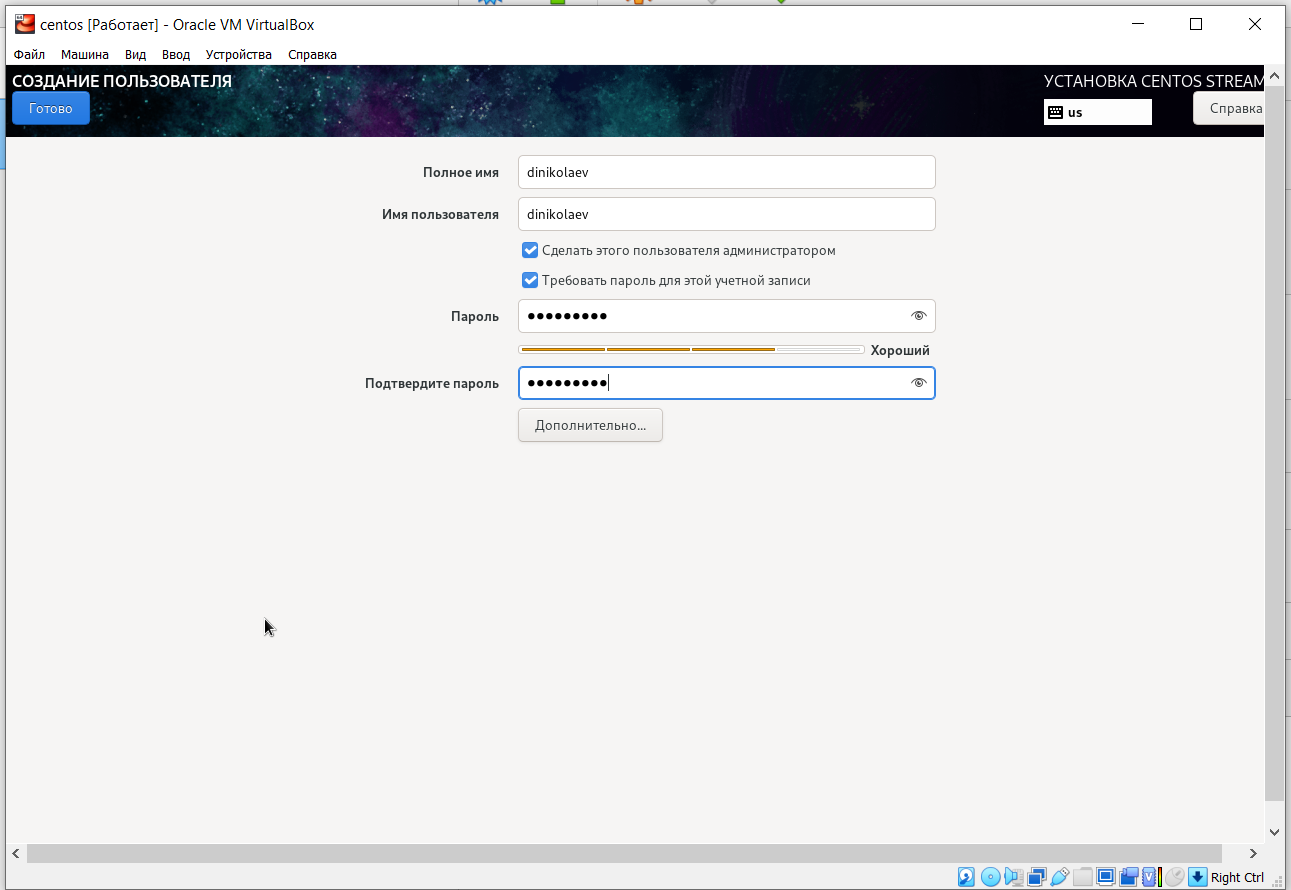 centos [Работает] - Oracle VM VirtualBox
Файл Машина Вид Ввод Устройства Справка
СОЗДАНИЕ ПОЛЬЗОВАТЕЛЯ
УСТАНОВКА CENTOS STREAM
Готово
us
Справка
Полное имя
dinikolaev
Имя пользователя
dinikolaev
Сделать этого пользователя администратором
Требовать пароль для этой учетной записи
Пароль
●●●●●●●●●
Хороший
Подтвердите пароль
●●●●●●●●●
Дополнительно...
Right Ctrl